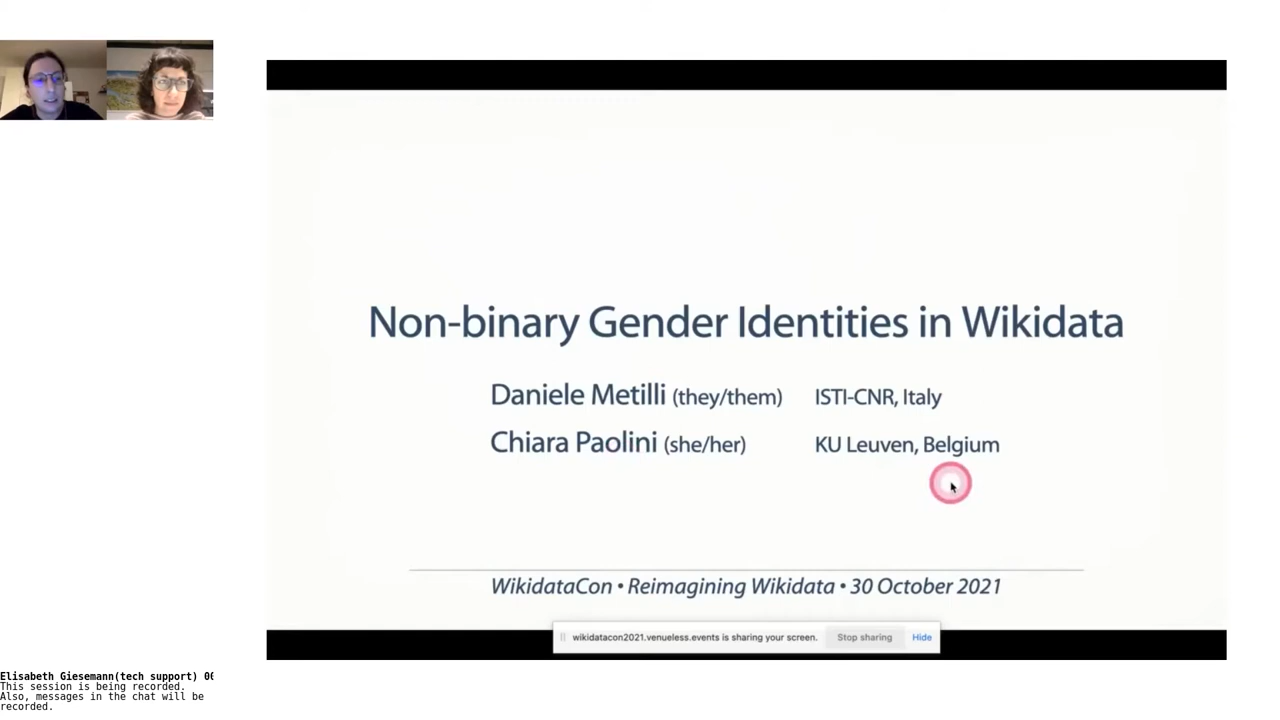 Non-binary Gender Identities in Wikidata
Daniele Metilli (they/them) ISTI-CNR, Italy
Chiara Paolini (she/her) KU Leuven, Belgium
WikidataCon • Reimagining Wikidata • 30 October 2021
wikidatacon2021.venueless.events is sharing your screen. Stop sharing Hide
Elisabeth Giesemann(tech support)
This session is being recorded.
Also, messages in the chat will be
recorded.